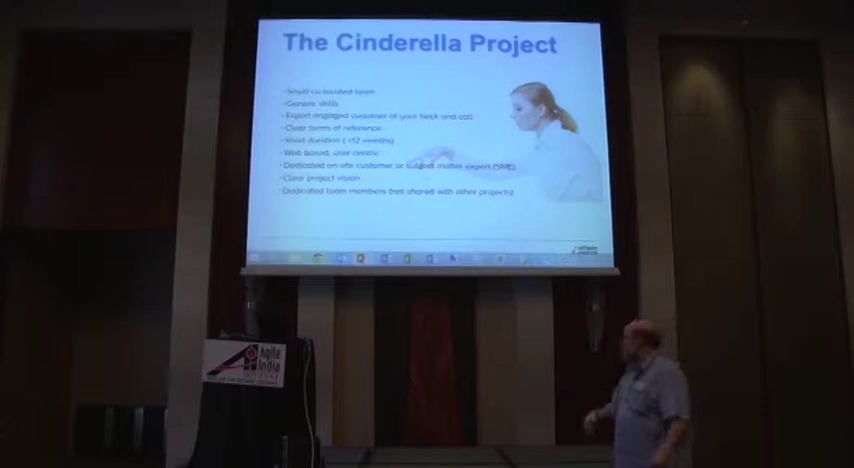 The Cinderella Project
-Small co-located team
-Generic skills
-Expert engaged customer at your beck and call
-Clear terms of reference
-Short duration ( <12 months)
-Web based, user centric
-Dedicated on-site customer or subject matter expert (SME)
-Clear project vision
-Dedicated team members (not shared with other projects)
Agile
India